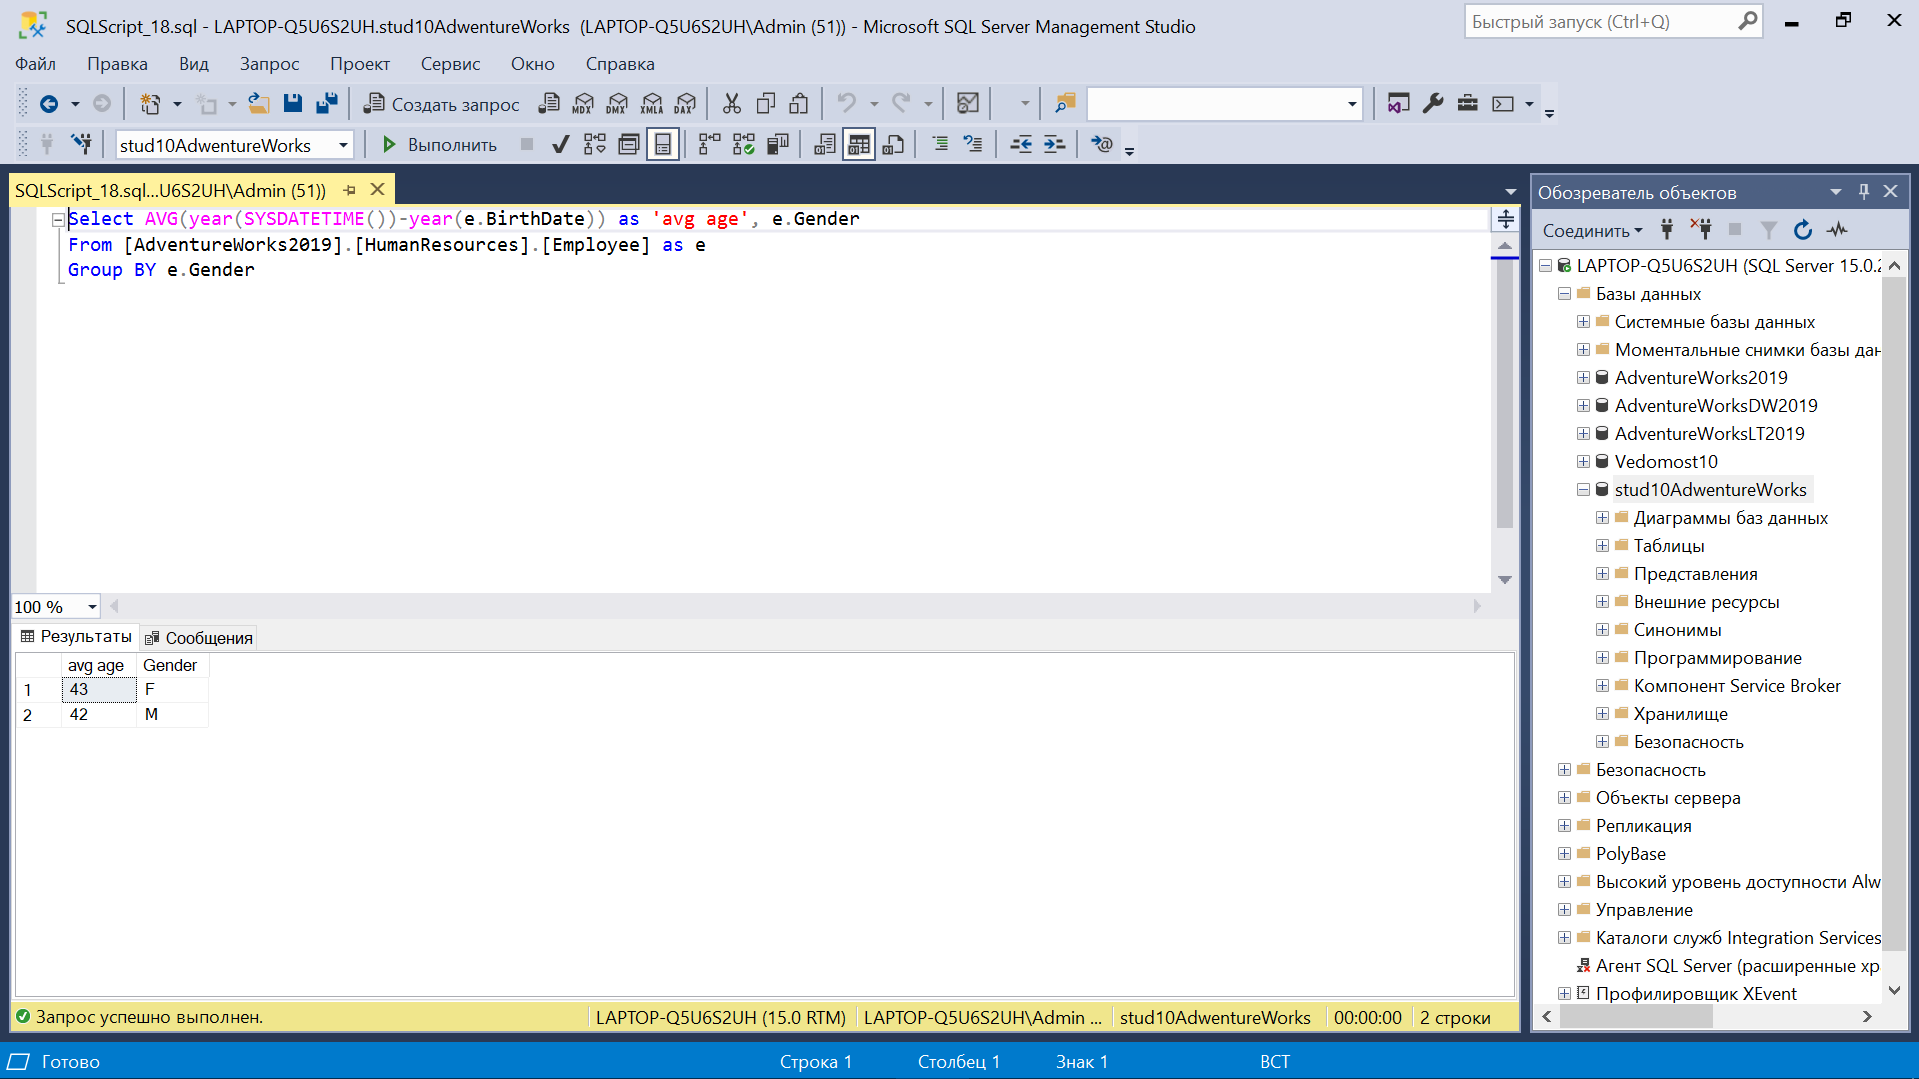 SQLScript_18.sql - LAPTOP-Q5U6S2UH.stud10AdwentureWorks (LAPTOP-Q5U6S2UH\Admin (51)) - Microsoft SQL Server Management Studio
Быстрый запуск (Ctrl+Q)
Файл Правка Вид Запрос Проект Сервис Окно Справка
Создать запрос MDX DMX XMLA DAX
stud10AdwentureWorks Выполнить
SQLScript_18.sql...U6S2UH\Admin (51))
Select AVG(year(SYSDATETIME())-year(e.BirthDate)) as 'avg age', e.Gender
From [AdventureWorks2019].[HumanResources].[Employee] as e
Group BY e.Gender
100 %
Результаты Сообщения
avg age Gender
1 43 F
2 42 M
Запрос успешно выполнен. LAPTOP-Q5U6S2UH (15.0 RTM) LAPTOP-Q5U6S2UH\Admin ... stud10AdwentureWorks 00:00:00 2 строки
Обозреватель объектов
Соединить
LAPTOP-Q5U6S2UH (SQL Server 15.0.2
Базы данных
Системные базы данных
Моментальные снимки базы дан
AdventureWorks2019
AdventureWorksDW2019
AdventureWorksLT2019
Vedomost10
stud10AdwentureWorks
Диаграммы баз данных
Таблицы
Представления
Внешние ресурсы
Синонимы
Программирование
Компонент Service Broker
Хранилище
Безопасность
Безопасность
Объекты сервера
Репликация
PolyBase
Высокий уровень доступности Alw
Управление
Каталоги служб Integration Services
Агент SQL Server (расширенные хр
Профилировщик XEvent
Готово Строка 1 Столбец 1 Знак 1 ВСТ